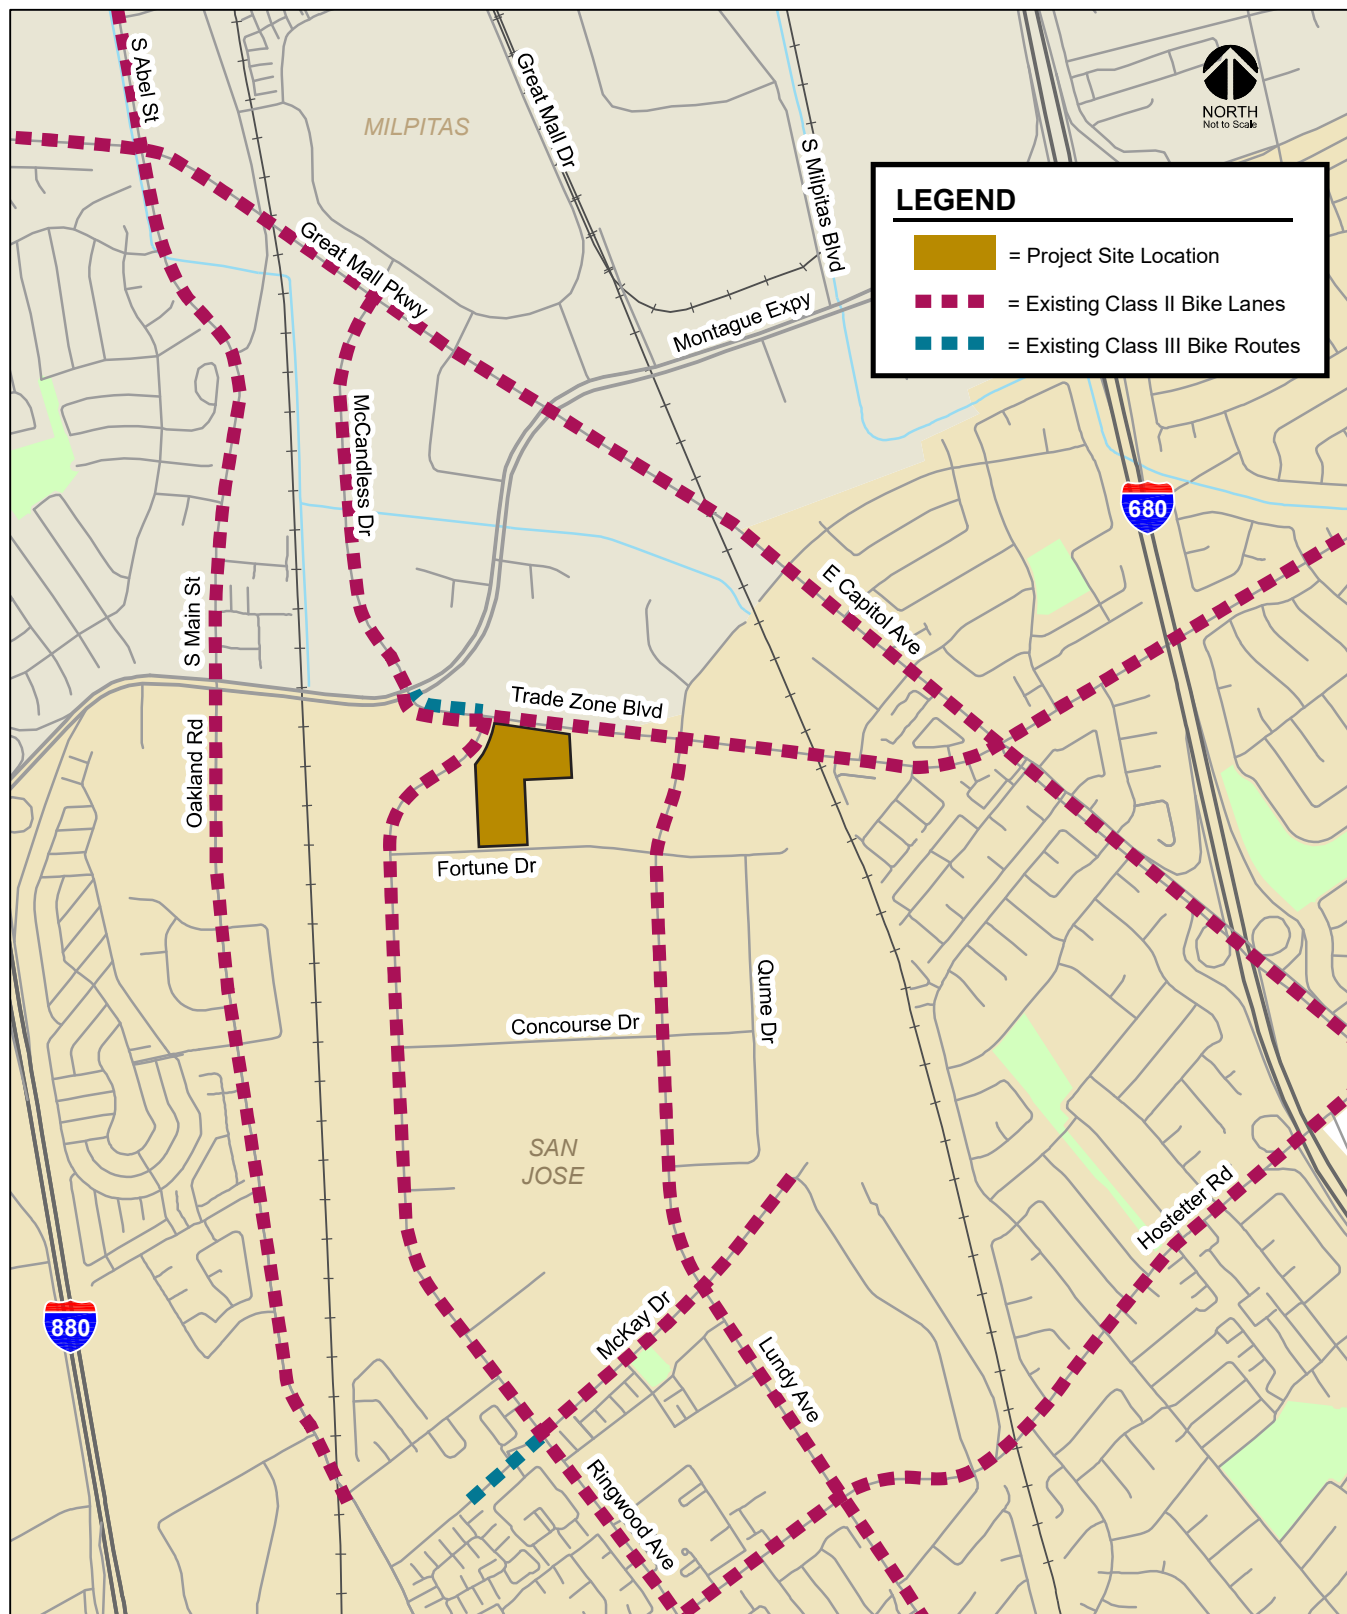 S Abel St
MILPITAS
Great Mall Dr
S Milpitas Blvd
NORTH
Not to Scale
LEGEND
= Project Site Location
= Existing Class II Bike Lanes
= Existing Class III Bike Routes
Great Mall Pkwy
Montague Expy
McCandless Dr
680
E Capitol Ave
S Main St
Trade Zone Blvd
Oakland Rd
Fortune Dr
Qume Dr
Concourse Dr
SAN
JOSE
Hostetter Rd
880
McKay Dr
Lundy Ave
Ringwood Ave